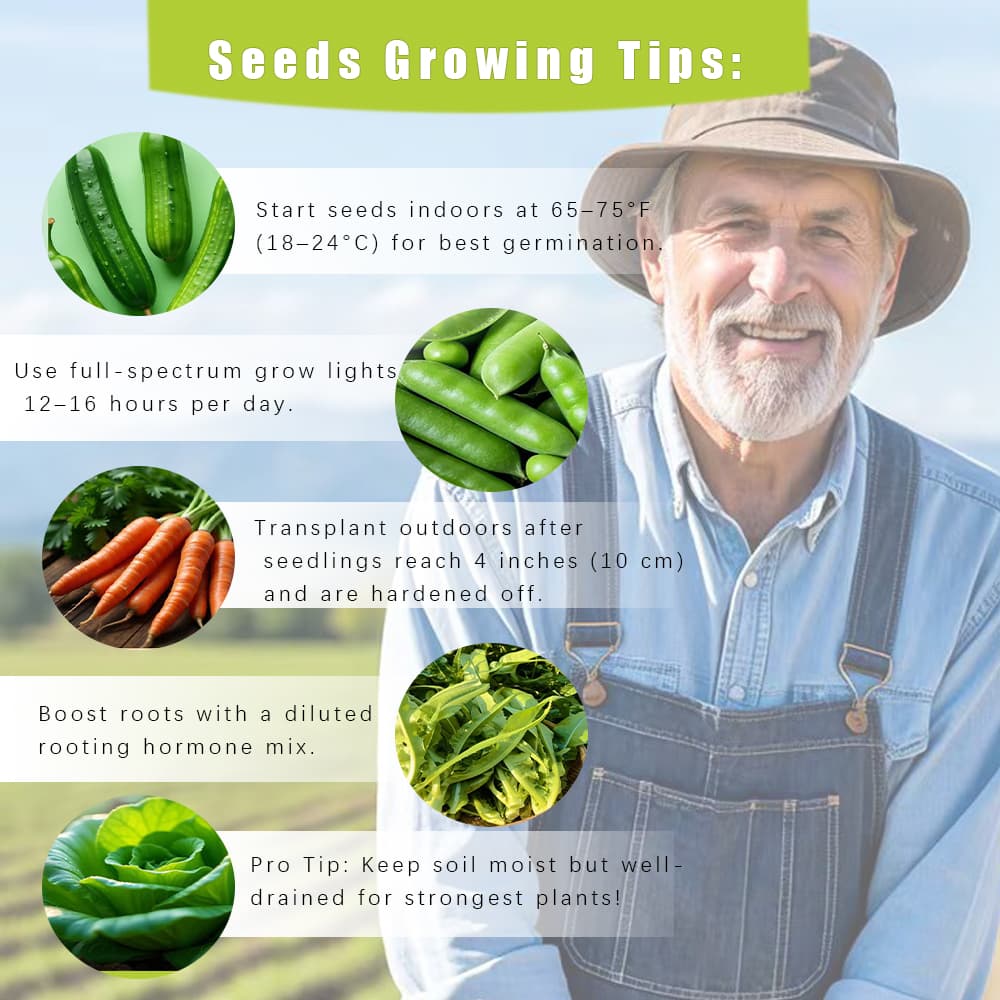 Seeds Growing Tips:
Start seeds indoors at 65–75°F
(18–24°C) for best germination.
Use full-spectrum grow lights
12–16 hours per day.
Transplant outdoors after
seedlings reach 4 inches (10 cm)
and are hardened off.
Boost roots with a diluted
rooting hormone mix.
Pro Tip: Keep soil moist but well-
drained for strongest plants!